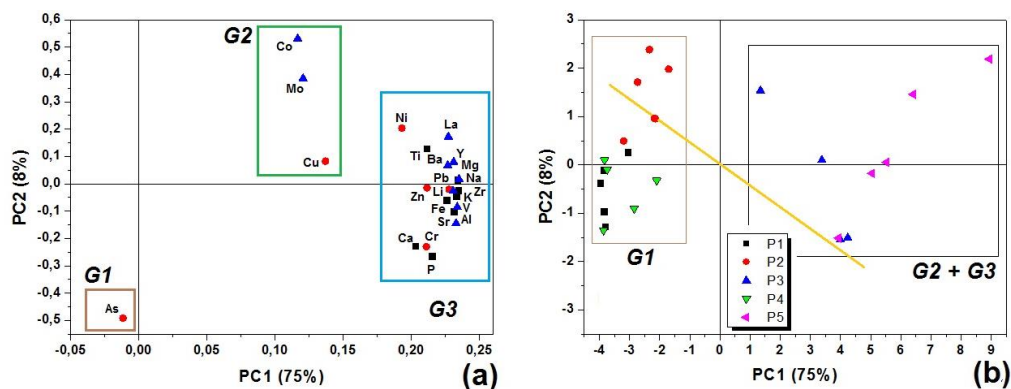 0,6
0,5
0,4
0,3
0,2
0,1
0,0
-0,1
-0,2
-0,3
-0,4
-0,5
PC2 (8%)
-0,05
0,00
0,05
0,10
0,15
0,20
0,25
PC1 (75%)
(a)
G2
Co
Mo
Cu
Ni
La
Ti
Ba
Y
Mg
Pb
Na
Zn
Li
K
Zr
Fe
V
Sr
Al
Ca
Cr
P
G3
G1
As
3
2
1
0
-1
-2
-3
PC2 (8%)
-4
-3
-2
-1
0
1
2
3
4
5
6
7
8
9
PC1 (75%)
(b)
G1
G2 + G3
P1
P2
P3
P4
P5